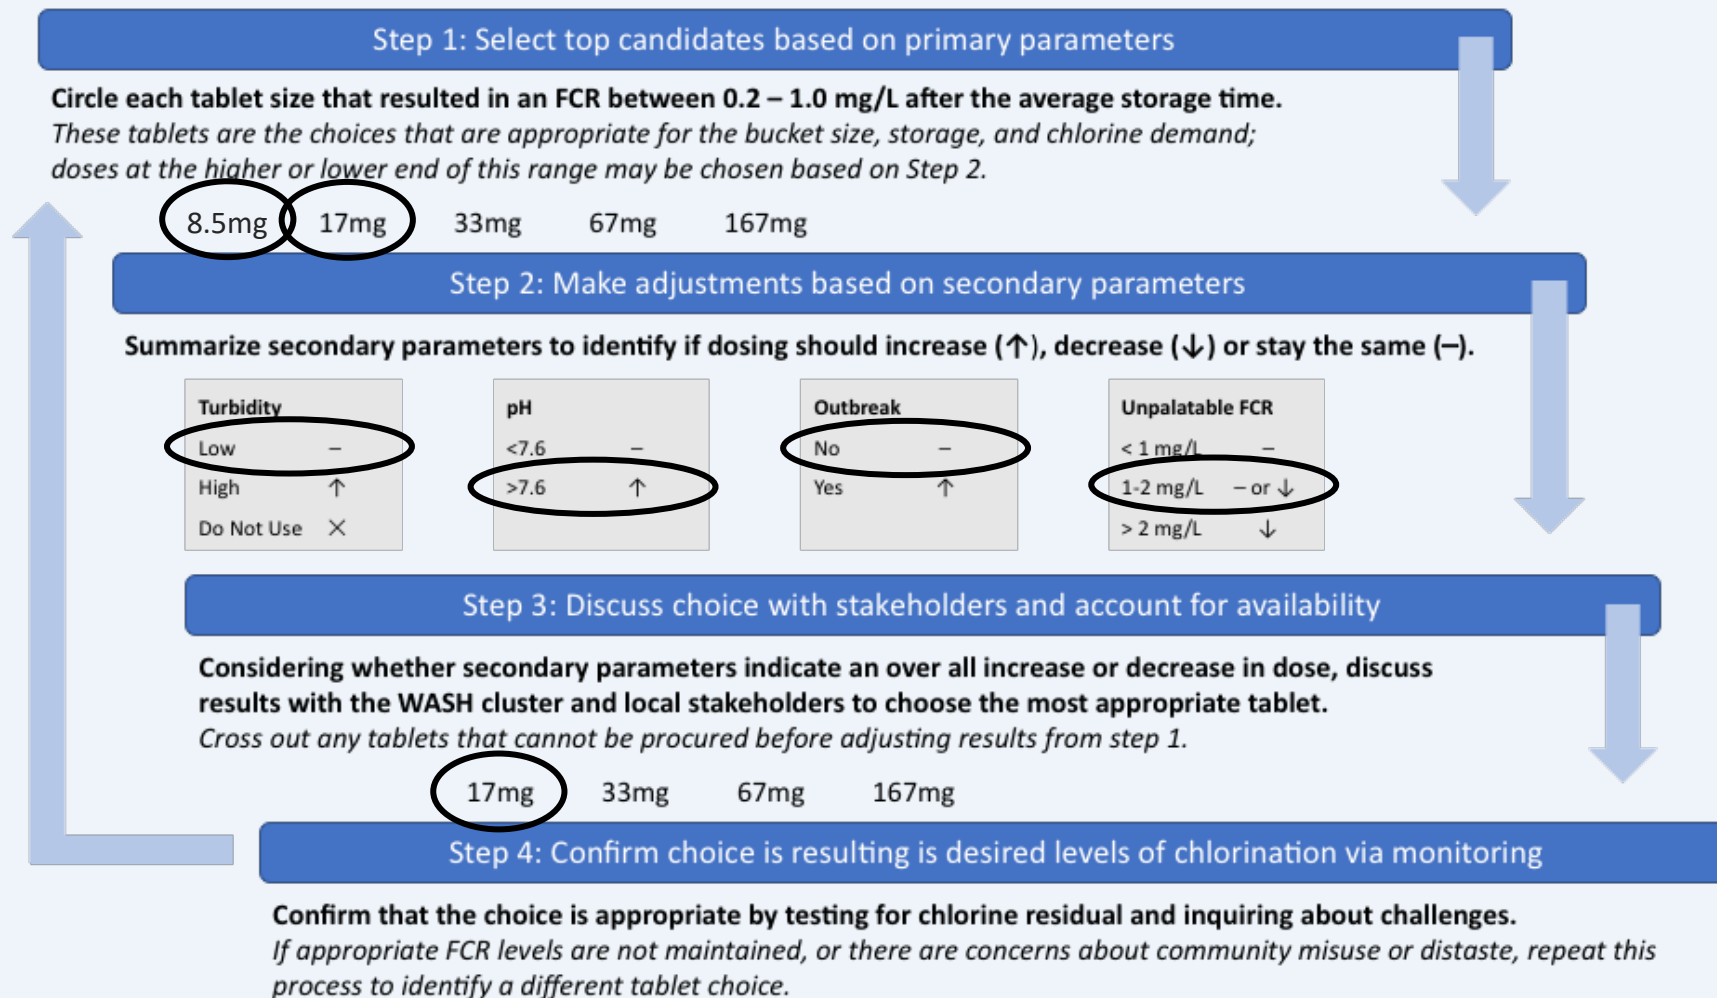 Step 1: Select top candidates based on primary parameters
Circle each tablet size that resulted in an FCR between 0.2 – 1.0 mg/L after the average storage time.
These tablets are the choices that are appropriate for the bucket size, storage, and chlorine demand;
doses at the higher or lower end of this range may be chosen based on Step 2.
8.5mg 17mg 33mg 67mg 167mg
Step 2: Make adjustments based on secondary parameters
Summarize secondary parameters to identify if dosing should increase (↑), decrease (↓) or stay the same (–).
Turbidity pH Outbreak Unpalatable FCR
Low – <7.6 – No – < 1 mg/L –
High ↑ >7.6 ↑ Yes ↑ 1-2 mg/L – or ↓
Do Not Use × > 2 mg/L ↓
Step 3: Discuss choice with stakeholders and account for availability
Considering whether secondary parameters indicate an over all increase or decrease in dose, discuss
results with the WASH cluster and local stakeholders to choose the most appropriate tablet.
Cross out any tablets that cannot be procured before adjusting results from step 1.
17mg 33mg 67mg 167mg
Step 4: Confirm choice is resulting is desired levels of chlorination via monitoring
Confirm that the choice is appropriate by testing for chlorine residual and inquiring about challenges.
If appropriate FCR levels are not maintained, or there are concerns about community misuse or distaste, repeat this
process to identify a different tablet choice.